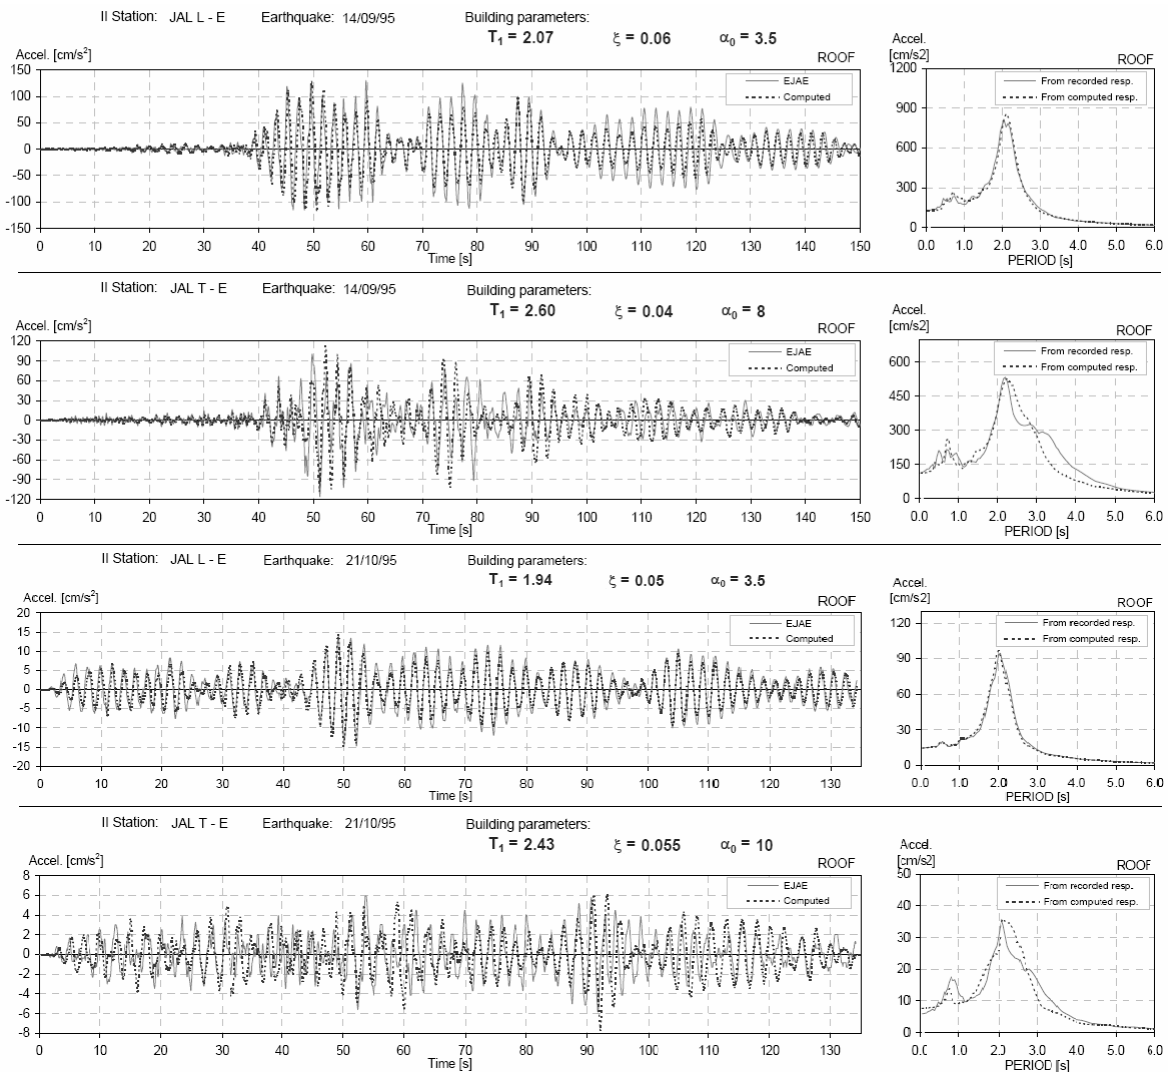 II Station: JAL L - E Earthquake: 14/09/95 Building parameters:
T1 = 2.07 ξ = 0.06 α0 = 3.5
Accel. [cm/s²] ROOF
EJAE
Computed
150
100
50
0
-50
-100
-150
0 10 20 30 40 50 60 70 80 90 100 110 120 130 140 150
Time [s]
Accel.
[cm/s2] ROOF
From recorded resp.
From computed resp.
1200
900
600
300
0
0.0 1.0 2.0 3.0 4.0 5.0 6.0
PERIOD [s]
II Station: JAL T - E Earthquake: 14/09/95 Building parameters:
T1 = 2.60 ξ = 0.04 α0 = 8
Accel. [cm/s²] ROOF
EJAE
Computed
120
90
60
30
0
-30
-60
-90
-120
0 10 20 30 40 50 60 70 80 90 100 110 120 130 140 150
Time [s]
Accel.
[cm/s2] ROOF
From recorded resp.
From computed resp.
600
450
300
150
0
0.0 1.0 2.0 3.0 4.0 5.0 6.0
PERIOD [s]
II Station: JAL L - E Earthquake: 21/10/95 Building parameters:
T1 = 1.94 ξ = 0.05 α0 = 3.5
Accel. [cm/s²] ROOF
EJAE
Computed
20
15
10
5
0
-5
-10
-15
-20
0 10 20 30 40 50 60 70 80 90 100 110 120 130
Time [s]
Accel.
[cm/s2] ROOF
From recorded resp.
From computed resp.
120
90
60
30
0
0.0 1.0 2.0 3.0 4.0 5.0 6.0
PERIOD [s]
II Station: JAL T - E Earthquake: 21/10/95 Building parameters:
T1 = 2.43 ξ = 0.055 α0 = 10
Accel. [cm/s²] ROOF
EJAE
Computed
8
6
4
2
0
-2
-4
-6
-8
0 10 20 30 40 50 60 70 80 90 100 110 120 130
Time [s]
Accel.
[cm/s2] ROOF
From recorded resp.
From computed resp.
50
40
30
20
10
0
0.0 1.0 2.0 3.0 4.0 5.0 6.0
PERIOD [s]